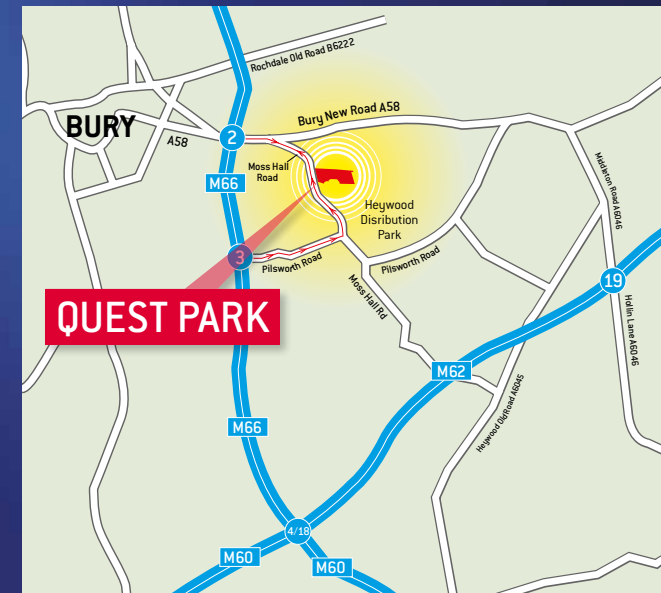 Rochdale Old Road B6222
BURY
A58
2
Bury New Road A58
Moss Hall
Road
M66
Heywood
Disribution
Park
Middleton Road A6046
3
Pilsworth Road
Pilsworth Road
Moss Hall Rd
19
Hollin Lane A6046
QUEST PARK
M62
Heywood Old Road A6045
M66
4/18
M60
M60